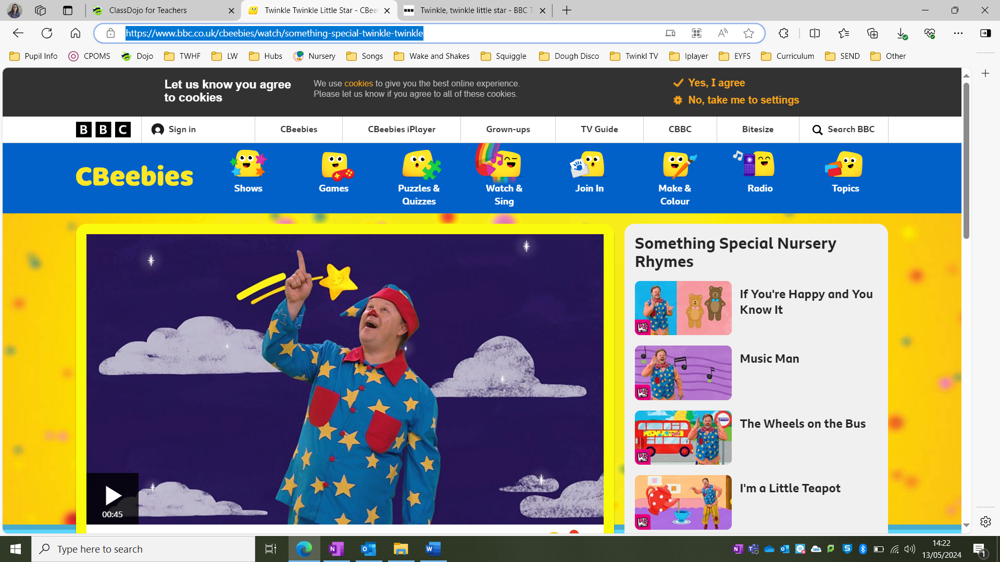 ClassDojo for Teachers
Twinkle Twinkle Little Star - CBee
Twinkle, twinkle little star - BBC T
https://www.bbc.co.uk/cbeebies/watch/something-special-twinkle-twinkle
Pupil Info CPOMS Dojo TWHF LW Hubs Nursery Songs Wake and Shakes Squiggle Dough Disco Twinkl TV Iplayer EYFS Curriculum SEND Other
Let us know you agree
to cookies
We use cookies to give you the best online experience.
Please let us know if you agree to all of these cookies.
Yes, I agree
No, take me to settings
BBC Sign in CBeebies CBeebies iPlayer Grown-ups TV Guide CBBC Bitesize Search BBC
CBeebies
Shows
Games
Puzzles &
Quizzes
Watch &
Sing
Join In
Make &
Colour
Radio
Topics
00:45
Something Special Nursery
Rhymes
If You're Happy and You
Know It
Music Man
The Wheels on the Bus
I'm a Little Teapot
Type here to search
14:22
13/05/2024
1